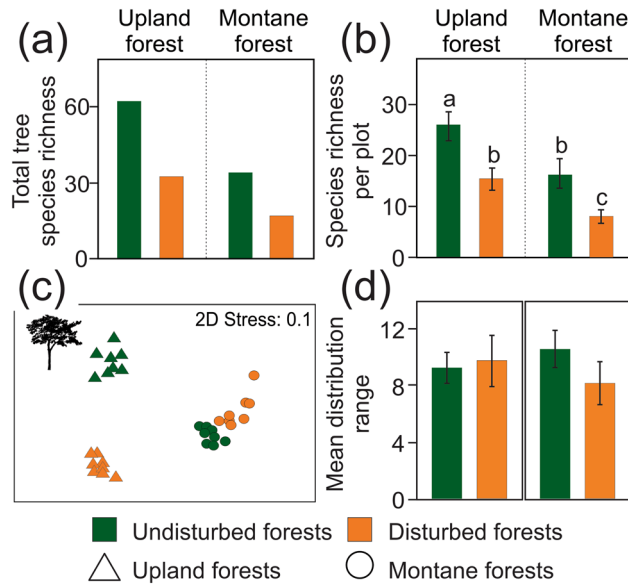 (a)
Upland
forest
Montane
forest
Total tree
species richness
60
30
0
(b)
Upland
forest
Montane
forest
Species richness
per plot
30
20
10
0
a
b
b
c
(c)
2D Stress: 0.1
(d)
Mean distribution
range
12
8
4
0
Undisturbed forests
Disturbed forests
Upland forests
Montane forests